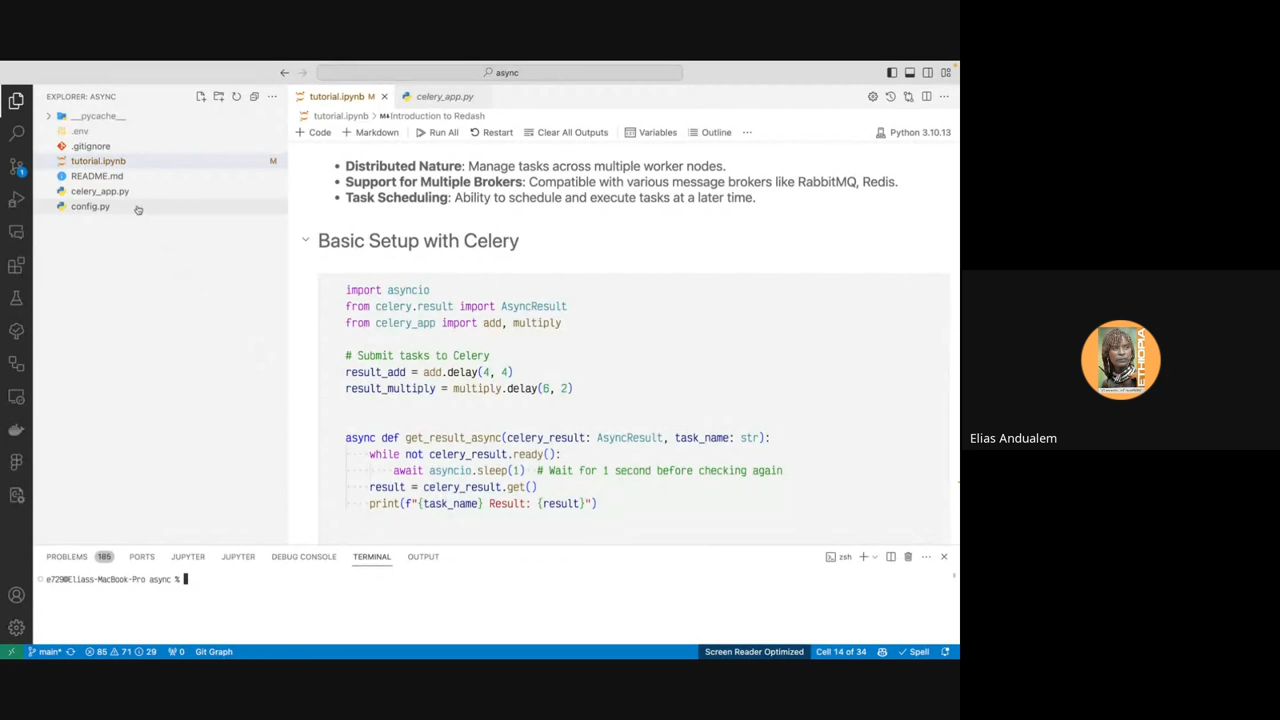 async
EXPLORER: ASYNC
tutorial.ipynb M
celery_app.py
__pycache__
.env
.gitignore
tutorial.ipynb M
README.md
celery_app.py
config.py
tutorial.ipynb > Introduction to Redash
+ Code + Markdown Run All Restart Clear All Outputs Variables Outline ... Python 3.10.13
• Distributed Nature: Manage tasks across multiple worker nodes.
• Support for Multiple Brokers: Compatible with various message brokers like RabbitMQ, Redis.
• Task Scheduling: Ability to schedule and execute tasks at a later time.
Basic Setup with Celery
import asyncio
from celery.result import AsyncResult
from celery_app import add, multiply
# Submit tasks to Celery
result_add = add.delay(4, 4)
result_multiply = multiply.delay(6, 2)
async def get_result_async(celery_result: AsyncResult, task_name: str):
while not celery_result.ready():
await asyncio.sleep(1) # Wait for 1 second before checking again
result = celery_result.get()
print(f"{task_name} Result: {result}")
PROBLEMS 185 PORTS JUPYTER JUPYTER DEBUG CONSOLE TERMINAL OUTPUT
zsh
e729@Eliass-MacBook-Pro async %
main* 85 71 29 0 Git Graph
Screen Reader Optimized Cell 14 of 34 Spell
1
ETHIOPIA
Elias Andualem